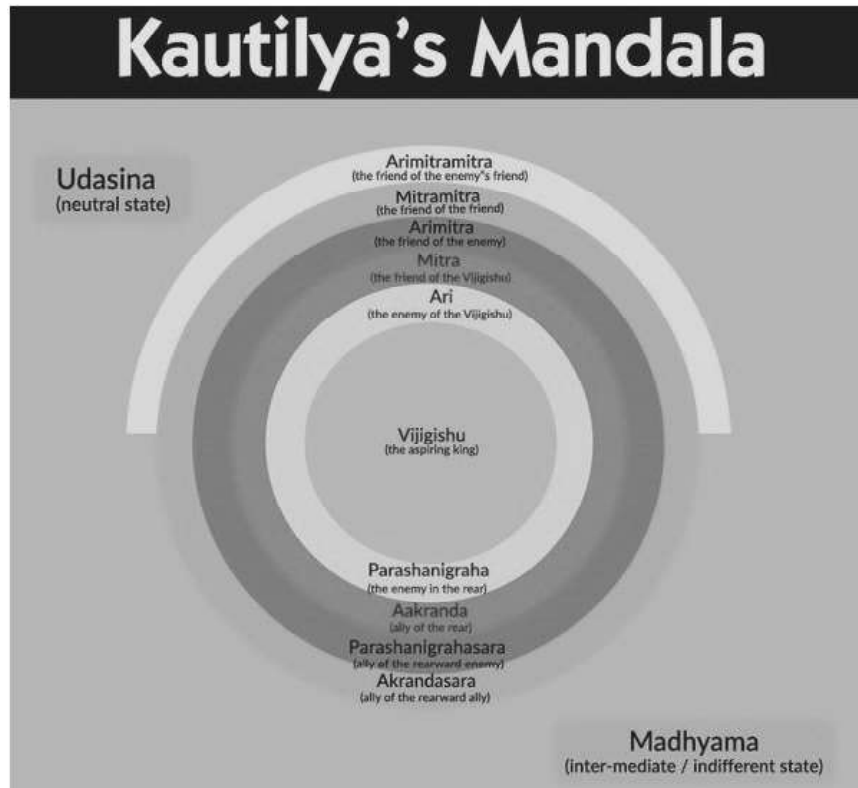 Kautilya's Mandala
Udasina
(neutral state)
Arimitramitra
(the friend of the enemy"s friend)
Mitramitra
(the friend of the friend)
Arimitra
(the friend of the enemy)
Mitra
(the friend of the Vijigishu)
Ari
(the enemy of the Vijigishu)
Vijigishu
(the aspiring king)
Parashanigraha
(the enemy in the rear)
Aakranda
(ally of the rear)
Parashanigrahasara
(ally of the rearward enemy)
Akrandasara
(ally of the rearward ally)
Madhyama
(inter-mediate / indifferent state)